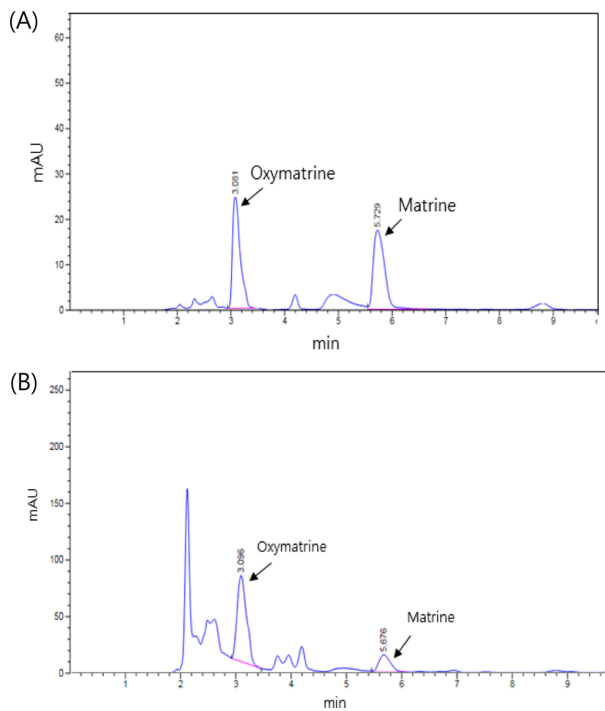 (A)
60
50
40
30
20
10
0
mAU
3.081
Oxymatrine
5.729
Matrine
1 2 3 4 5 6 7 8 9
min
(B)
250
200
150
100
50
0
mAU
3.096
Oxymatrine
5.676
Matrine
1 2 3 4 5 6 7 8 9
min